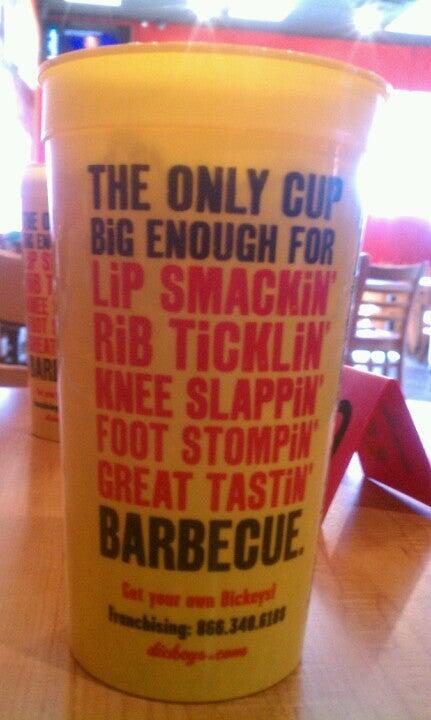 THE ONLY CUP
BiG ENOUGH FOR
LiP SMACKiN'
RiB TiCKLiN'
KNEE SLAPPiN'
FOOT STOMPiN'
GREAT TASTiN'
BARBECUE.
Get your own Dickeys!
Franchising: 866.340.6188
dickeys.com